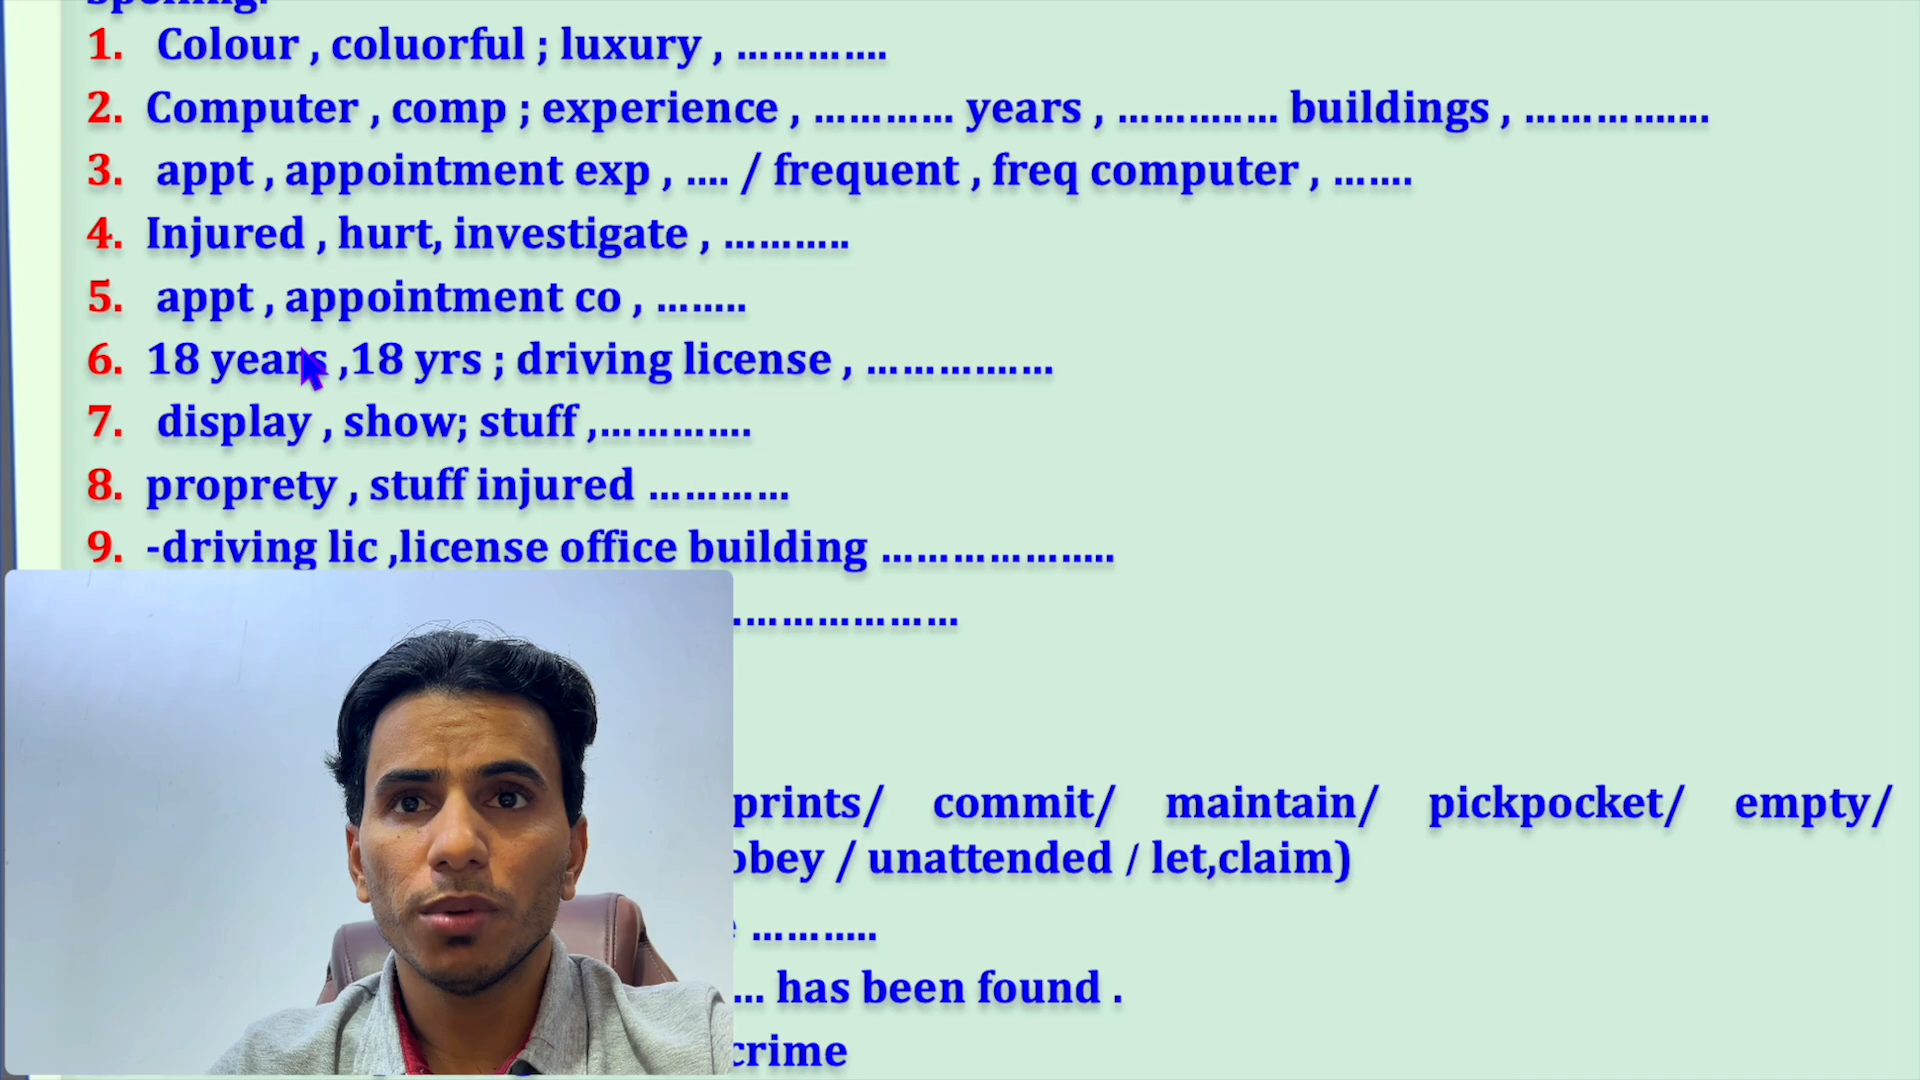 Spelling:
1. Colour , coluorful ; luxury , ………….
2. Computer , comp ; experience , ………… years , ………..… buildings , …………..….
3. appt , appointment exp , …. / frequent , freq computer , …….
4. Injured , hurt, investigate , ………..
5. appt , appointment co , ……..
6. 18 years ,18 yrs ; driving license , ………….….
7. display , show; stuff ,………….
8. proprety , stuff injured …………
9. -driving lic ,license office building ………………..
………………
prints/ commit/ maintain/ pickpocket/ empty/
obey / unattended / let,claim)
………..
… has been found .
crime